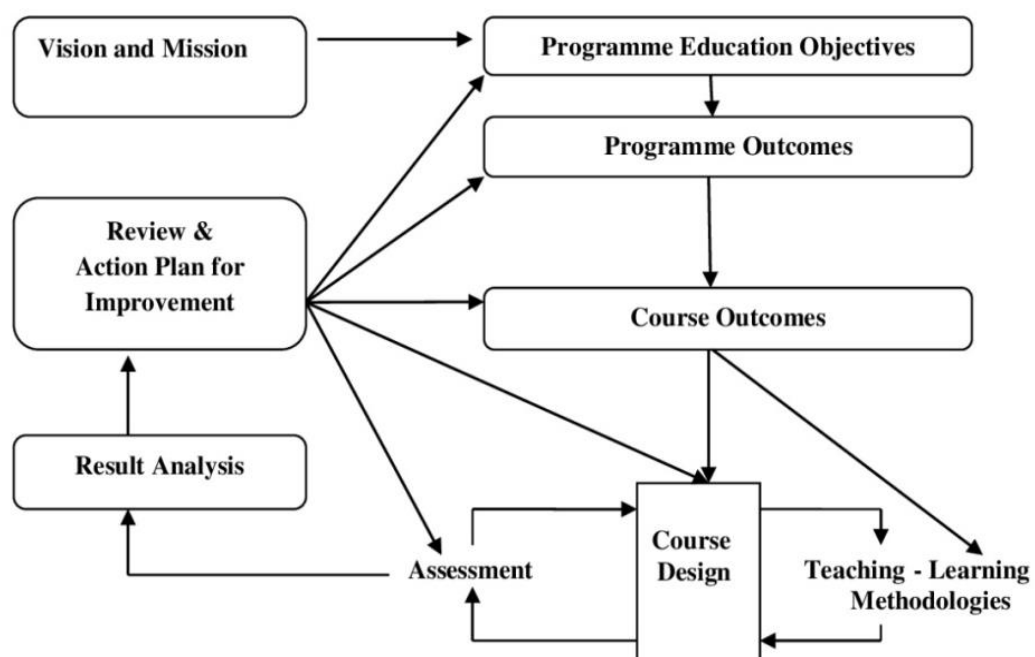 Vision and Mission
Programme Education Objectives
Programme Outcomes
Review &
Action Plan for
Improvement
Course Outcomes
Result Analysis
Assessment
Course
Design
Teaching - Learning
Methodologies